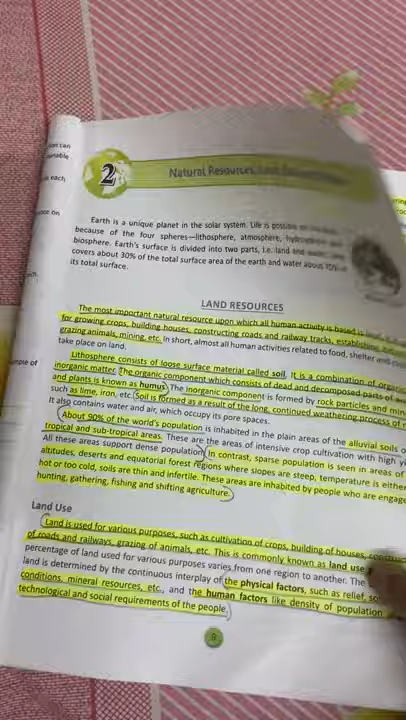 2
Natural Resources: Land
Earth is a unique planet in the solar system. Life is possible
because of the four spheres—lithosphere, atmosphere, hydrosphere and
biosphere. Earth's surface is divided into two parts, i.e. land and
covers about 30% of the total surface area of the earth and water about 70%
its total surface.
LAND RESOURCES
The most important natural resource upon which all human activity is based is
for growing crops, building houses, constructing roads and railway tracks, establishing
grazing animals, mining, etc. In short, almost all human activities related to food, shelter and
take place on land.
Lithosphere consists of loose surface material called soil. It is a combination of
inorganic matter. The organic component which consists of dead and decomposed parts of
and plants is known as humus. The inorganic component is formed by rock particles and
such as lime, iron, etc. Soil is formed as a result of the long, continued weathering process of
It also contains water and air, which occupy its pore spaces.
About 90% of the world's population is inhabited in the plain areas of the alluvial soils
tropical and sub-tropical areas. These are the areas of intensive crop cultivation with high
All these areas support dense population. In contrast, sparse population is seen in areas of
altitudes, deserts and equatorial forest regions where slopes are steep, temperature is either
hot or too cold, soils are thin and infertile. These areas are inhabited by people who are
hunting, gathering, fishing and shifting agriculture.
Land Use
Land is used for various purposes, such as cultivation of crops, building of houses,
of roads and railways, grazing of animals, etc. This is commonly known as land use.
percentage of land used for various purposes varies from one region to another. The
land is determined by the continuous interplay of the physical factors, such as relief,
conditions, mineral resources, etc., and the human factors like density of population
technological and social requirements of the people.
9